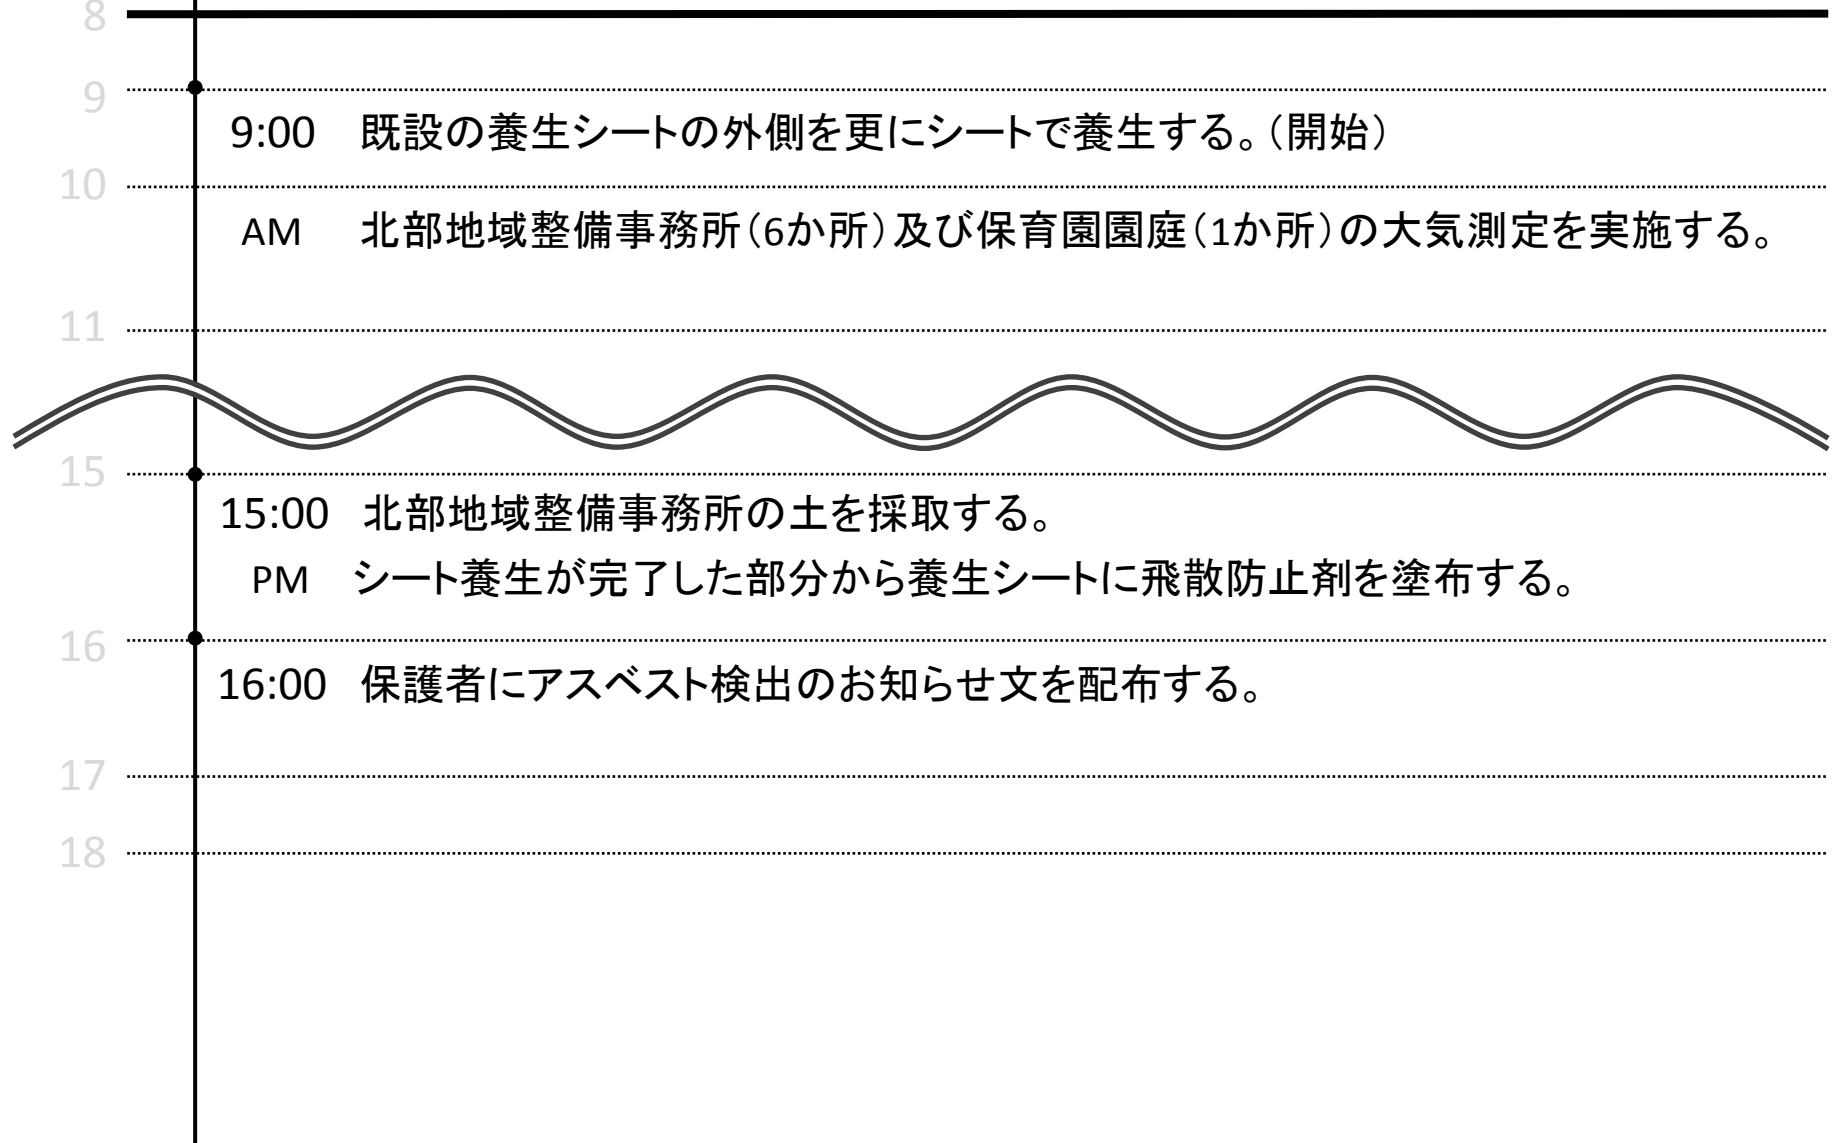 8
9
9:00 既設の養生シートの外側を更にシートで養生する。(開始)
10
AM 北部地域整備事務所(6か所)及び保育園園庭(1か所)の大気測定を実施する。
11
15
15:00 北部地域整備事務所の土を採取する。
PM シート養生が完了した部分から養生シートに飛散防止剤を塗布する。
16
16:00 保護者にアスベスト検出のお知らせ文を配布する。
17
18